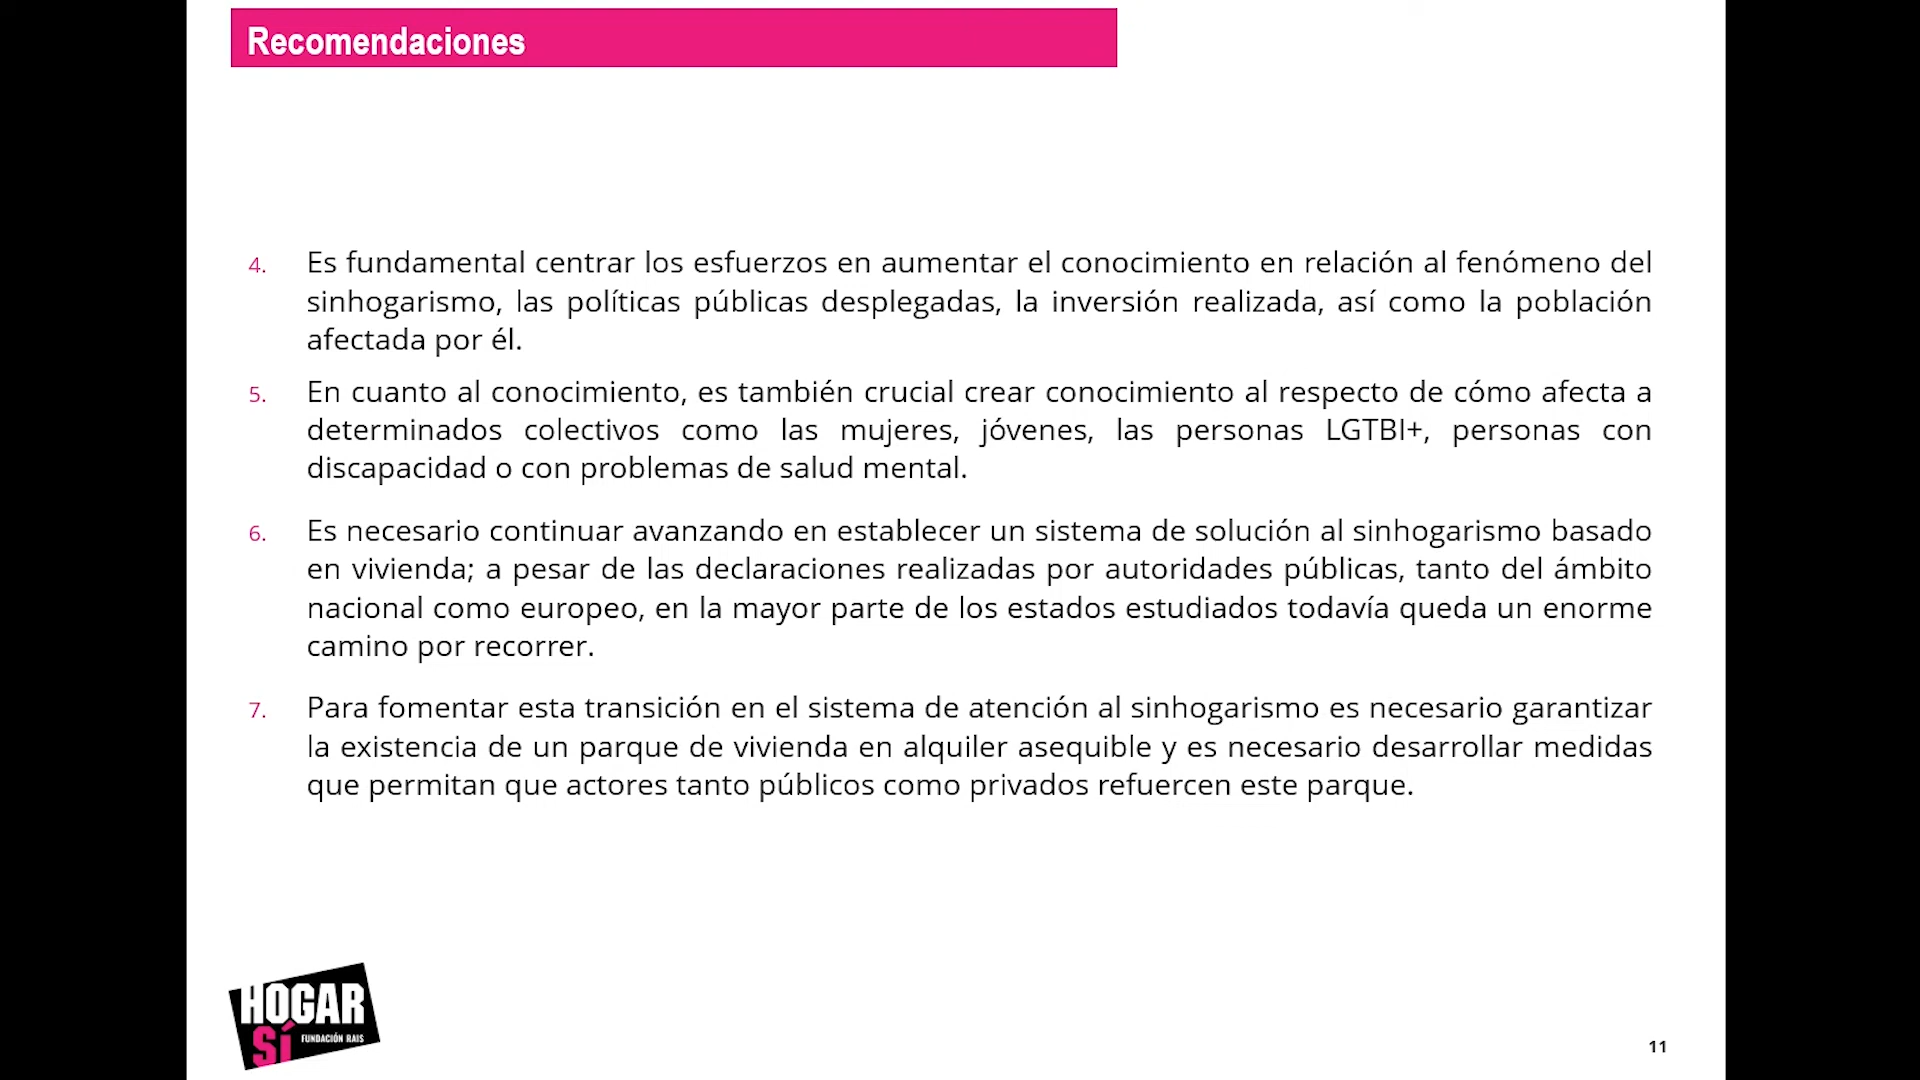 Recomendaciones
4. Es fundamental centrar los esfuerzos en aumentar el conocimiento en relación al fenómeno del
sinhogarismo, las políticas públicas desplegadas, la inversión realizada, así como la población
afectada por él.
5. En cuanto al conocimiento, es también crucial crear conocimiento al respecto de cómo afecta a
determinados colectivos como las mujeres, jóvenes, las personas LGTBI+, personas con
discapacidad o con problemas de salud mental.
6. Es necesario continuar avanzando en establecer un sistema de solución al sinhogarismo basado
en vivienda; a pesar de las declaraciones realizadas por autoridades públicas, tanto del ámbito
nacional como europeo, en la mayor parte de los estados estudiados todavía queda un enorme
camino por recorrer.
7. Para fomentar esta transición en el sistema de atención al sinhogarismo es necesario garantizar
la existencia de un parque de vivienda en alquiler asequible y es necesario desarrollar medidas
que permitan que actores tanto públicos como privados refuercen este parque.
HOGAR
SÍ FUNDACIÓN RAIS
11